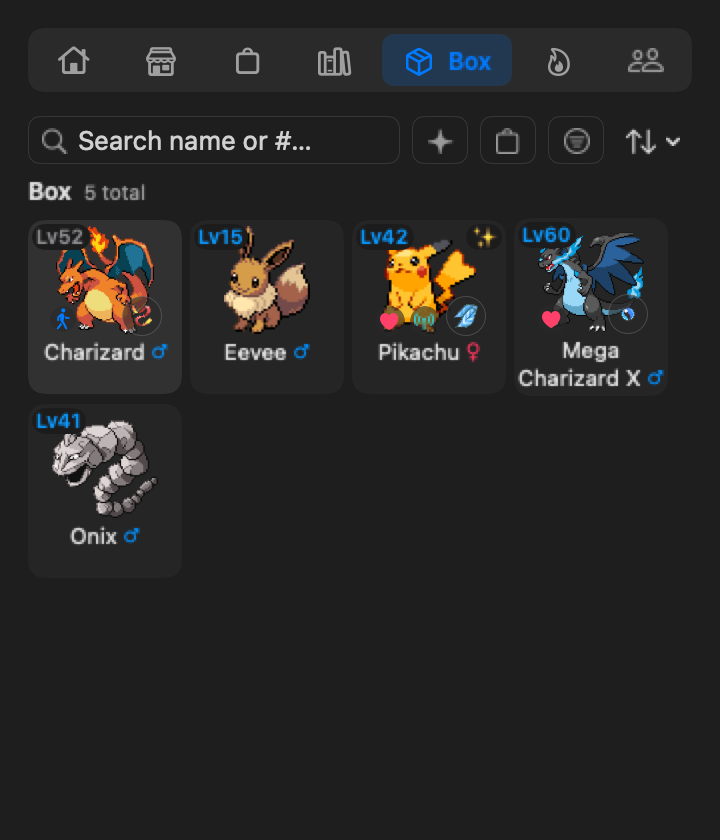 Box
Search name or #...
Box 5 total
Lv52
Charizard ♂
Lv15
Eevee ♂
Lv42
Pikachu ♀
Lv60
Mega
Charizard X ♂
Lv41
Onix ♂